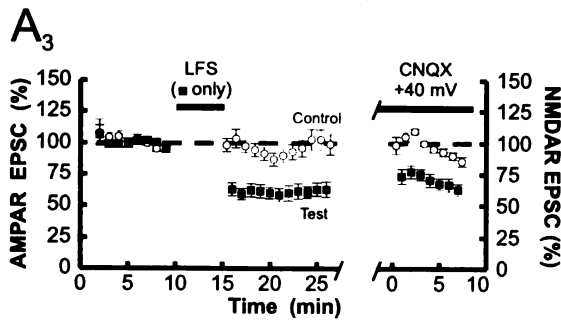 A3
LFS
(■ only)
CNQX
+40 mV
Control
Test
AMPAR EPSC (%)
150
125
100
75
50
25
0
0 5 10 15 20 25
0 5 10
Time (min)
150
125
100
75
50
25
0
NMDAR EPSC (%)